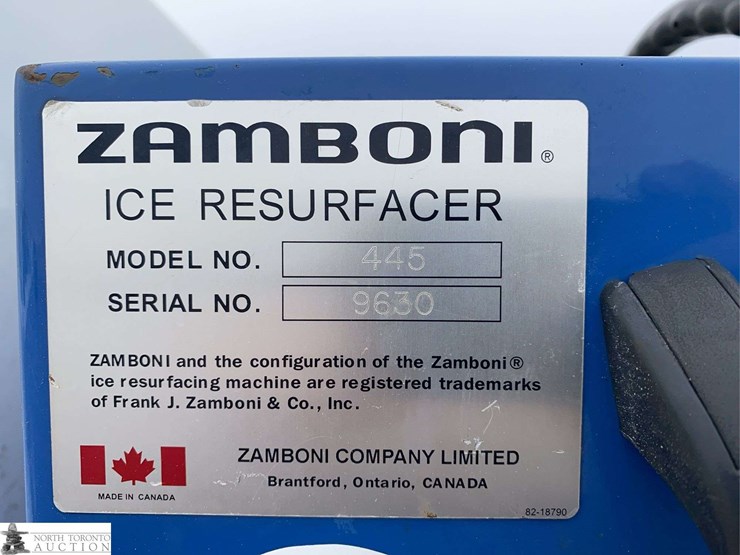 ZAMBONI®
ICE RESURFACER
MODEL NO. 445
SERIAL NO. 9630
ZAMBONI and the configuration of the Zamboni®
ice resurfacing machine are registered trademarks
of Frank J. Zamboni & Co., Inc.
MADE IN CANADA
ZAMBONI COMPANY LIMITED
Brantford, Ontario, CANADA
82-18790
NORTH TORONTO
AUCTION